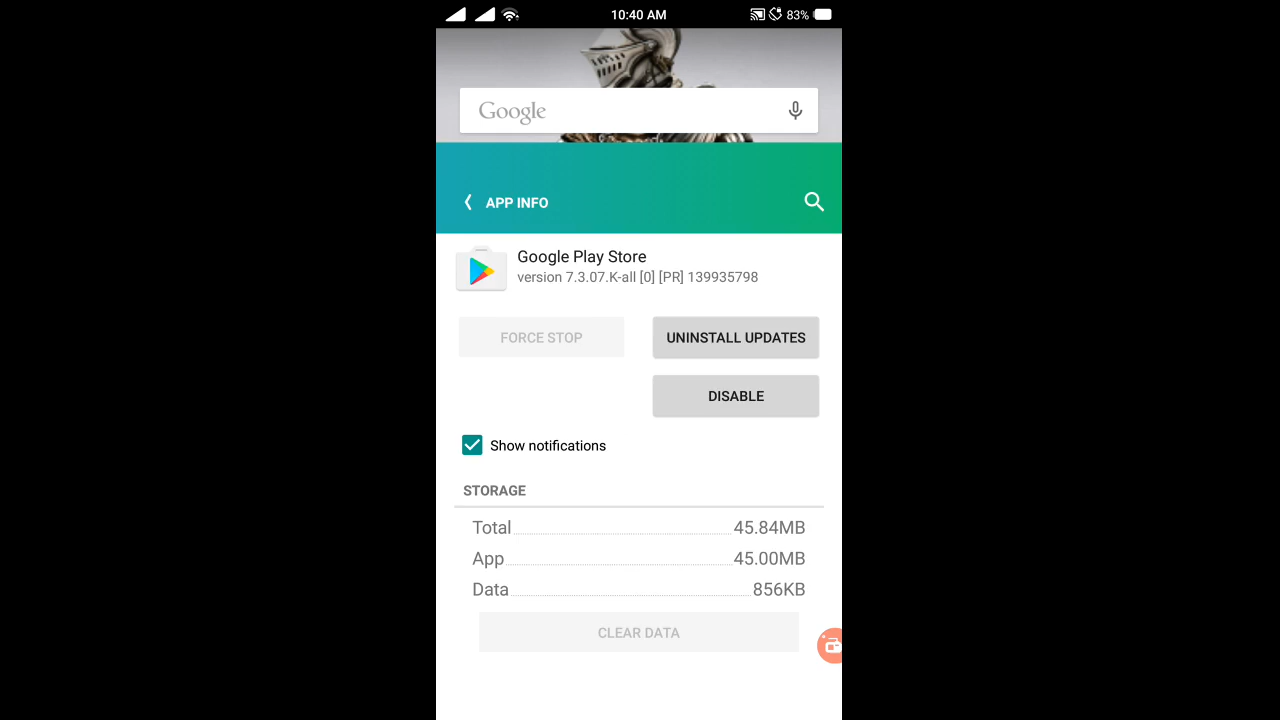 10:40 AM
83%
Google
APP INFO
Google Play Store
version 7.3.07.K-all [0] [PR] 139935798
FORCE STOP
UNINSTALL UPDATES
DISABLE
Show notifications
STORAGE
Total 45.84MB
App 45.00MB
Data 856KB
CLEAR DATA